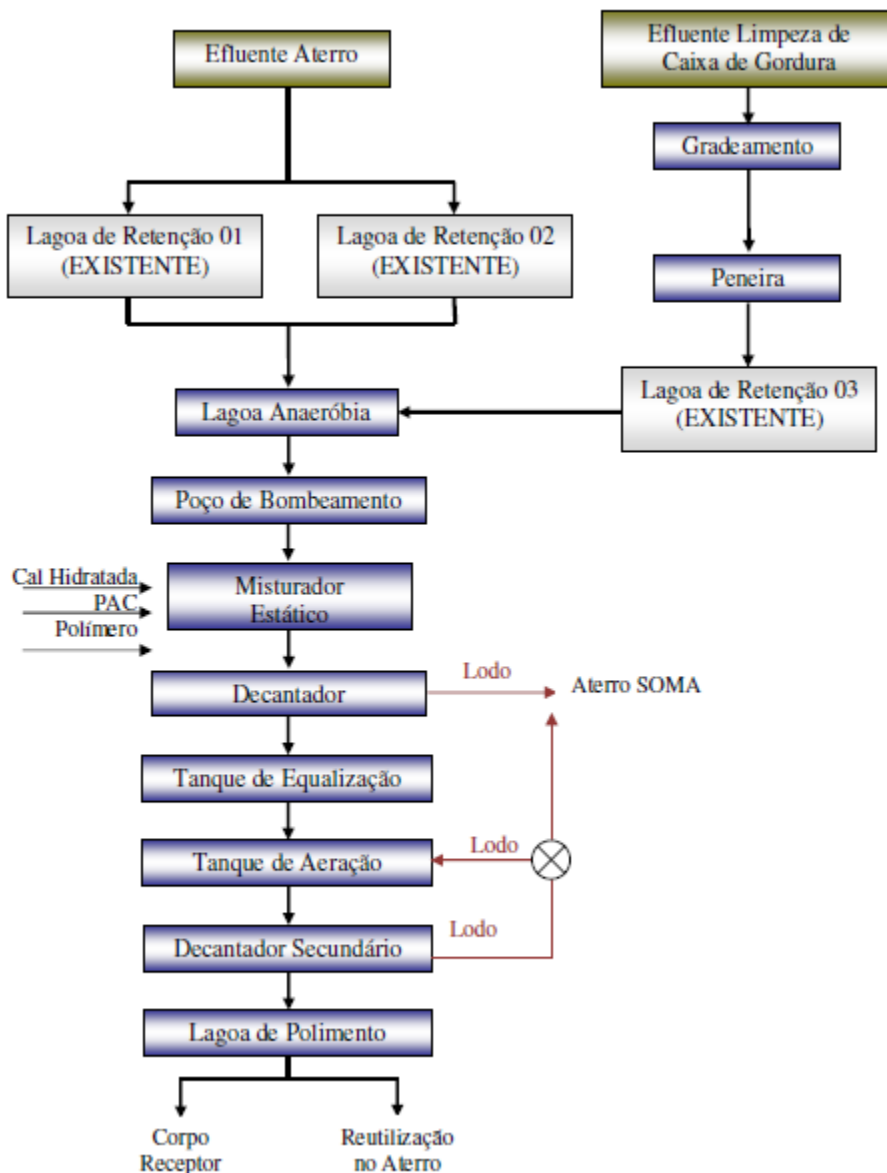 Efluente Aterro
Efluente Limpeza de
Caixa de Gordura
Gradeamento
Lagoa de Retenção 01
(EXISTENTE)
Lagoa de Retenção 02
(EXISTENTE)
Peneira
Lagoa de Retenção 03
(EXISTENTE)
Lagoa Anaeróbia
Poço de Bombeamento
Cal Hidratada
PAC
Polímero
Misturador
Estático
Decantador
Lodo
Aterro SOMA
Tanque de Equalização
Tanque de Aeração
Lodo
Decantador Secundário
Lodo
Lagoa de Polimento
Corpo
Receptor
Reutilização
no Aterro